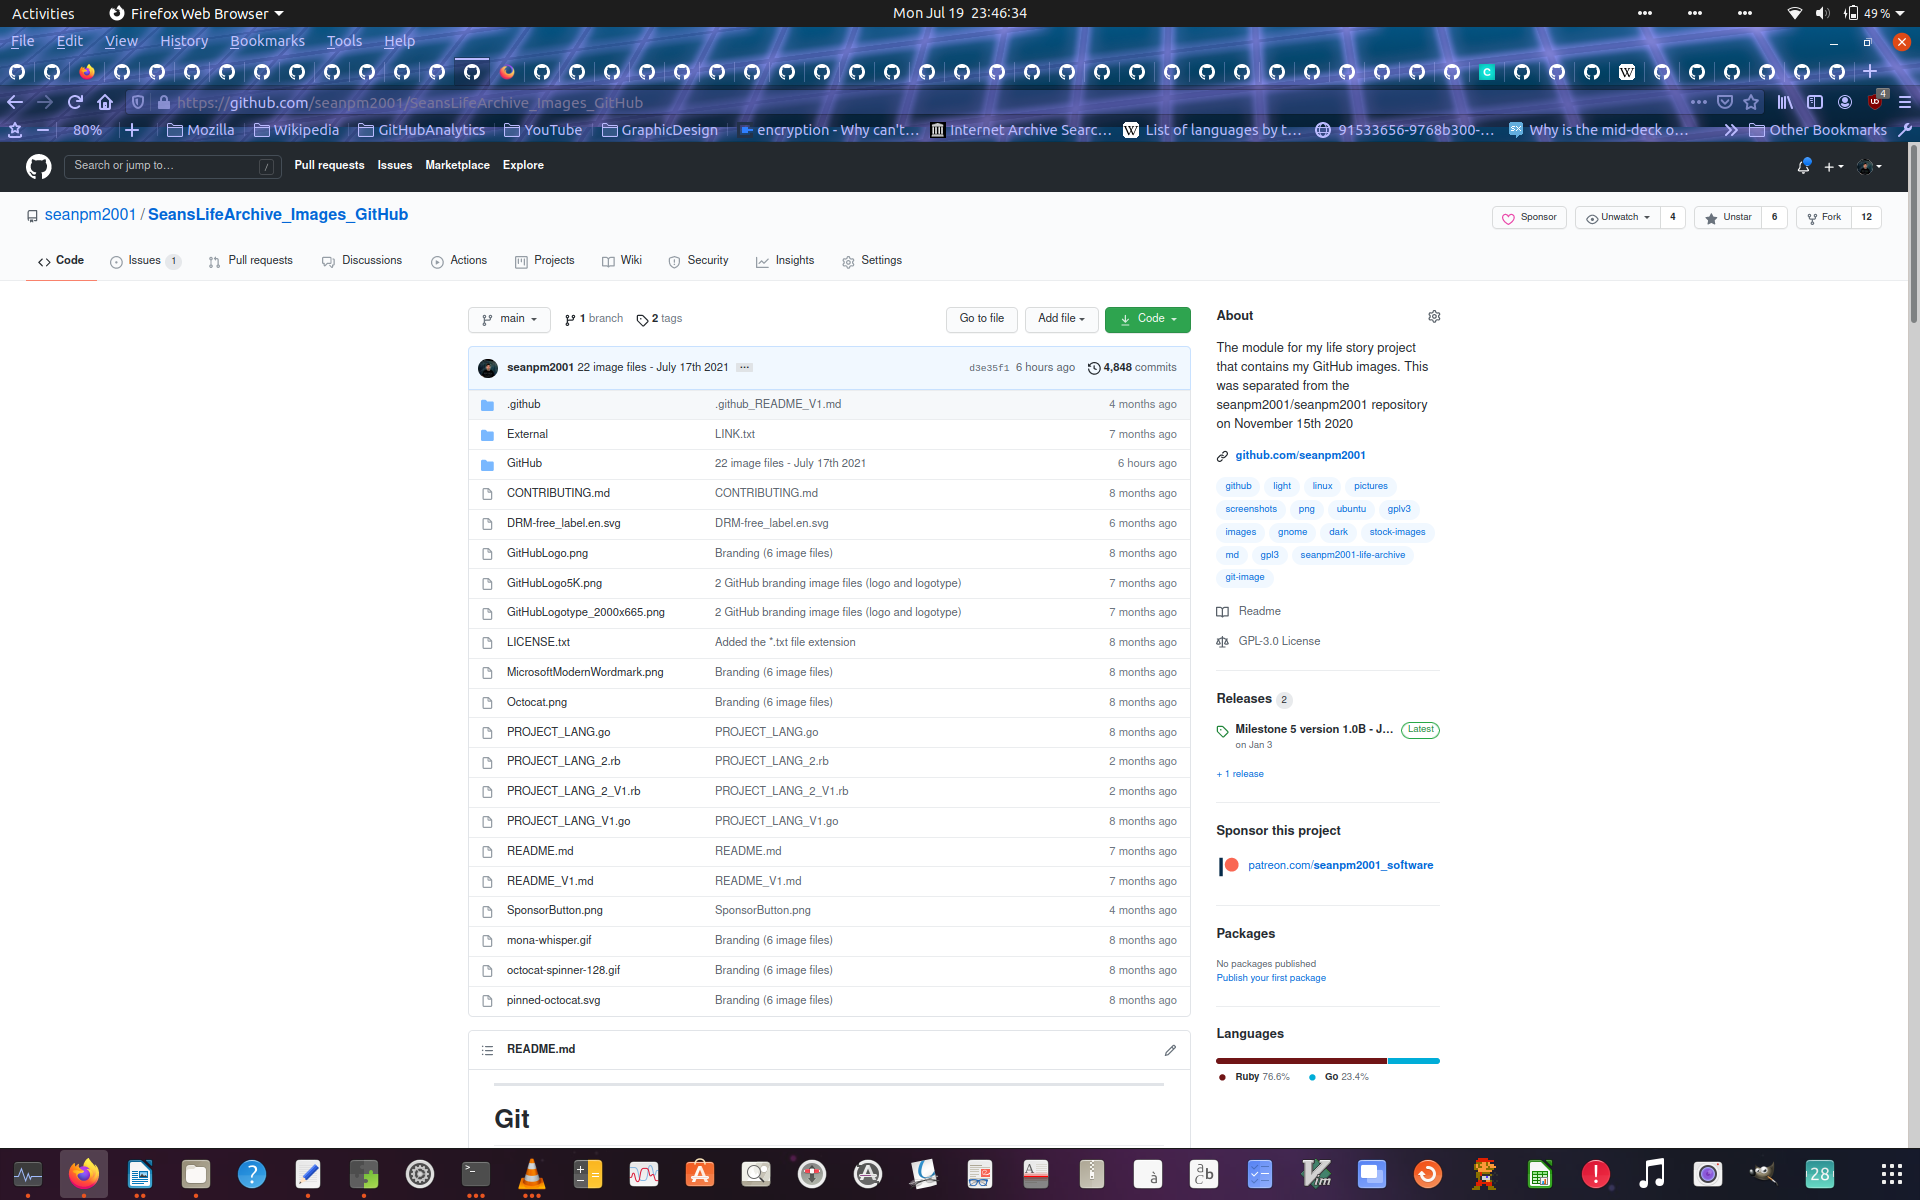 Activities Firefox Web Browser Mon Jul 19 23:46:34 49 %
File Edit View History Bookmarks Tools Help
https://github.com/seanpm2001/SeansLifeArchive_Images_GitHub 4
80% Mozilla Wikipedia GitHubAnalytics YouTube GraphicDesign encryption - Why can't… Internet Archive Searc… List of languages by t… 91533656-9768b300-… Why is the mid-deck o… Other Bookmarks
Search or jump to… / Pull requests Issues Marketplace Explore
seanpm2001 / SeansLifeArchive_Images_GitHub
Sponsor Unwatch 4 Unstar 6 Fork 12
Code Issues 1 Pull requests Discussions Actions Projects Wiki Security Insights Settings
main 1 branch 2 tags Go to file Add file Code
seanpm2001 22 image files - July 17th 2021 ··· d3e35f1 6 hours ago 4,848 commits
.github .github_README_V1.md 4 months ago
External LINK.txt 7 months ago
GitHub 22 image files - July 17th 2021 6 hours ago
CONTRIBUTING.md CONTRIBUTING.md 8 months ago
DRM-free_label.en.svg DRM-free_label.en.svg 6 months ago
GitHubLogo.png Branding (6 image files) 8 months ago
GitHubLogo5K.png 2 GitHub branding image files (logo and logotype) 7 months ago
GitHubLogotype_2000x665.png 2 GitHub branding image files (logo and logotype) 7 months ago
LICENSE.txt Added the *.txt file extension 8 months ago
MicrosoftModernWordmark.png Branding (6 image files) 8 months ago
Octocat.png Branding (6 image files) 8 months ago
PROJECT_LANG.go PROJECT_LANG.go 8 months ago
PROJECT_LANG_2.rb PROJECT_LANG_2.rb 2 months ago
PROJECT_LANG_2_V1.rb PROJECT_LANG_2_V1.rb 2 months ago
PROJECT_LANG_V1.go PROJECT_LANG_V1.go 8 months ago
README.md README.md 7 months ago
README_V1.md README_V1.md 7 months ago
SponsorButton.png SponsorButton.png 4 months ago
mona-whisper.gif Branding (6 image files) 8 months ago
octocat-spinner-128.gif Branding (6 image files) 8 months ago
pinned-octocat.svg Branding (6 image files) 8 months ago
README.md
Git
About
The module for my life story project
that contains my GitHub images. This
was separated from the
seanpm2001/seanpm2001 repository
on November 15th 2020
github.com/seanpm2001
github light linux pictures
screenshots png ubuntu gplv3
images gnome dark stock-images
md gpl3 seanpm2001-life-archive
git-image
Readme
GPL-3.0 License
Releases 2
Milestone 5 version 1.0B - J… Latest
on Jan 3
+ 1 release
Sponsor this project
patreon.com/seanpm2001_software
Packages
No packages published
Publish your first package
Languages
Ruby 76.6% Go 23.4%
28